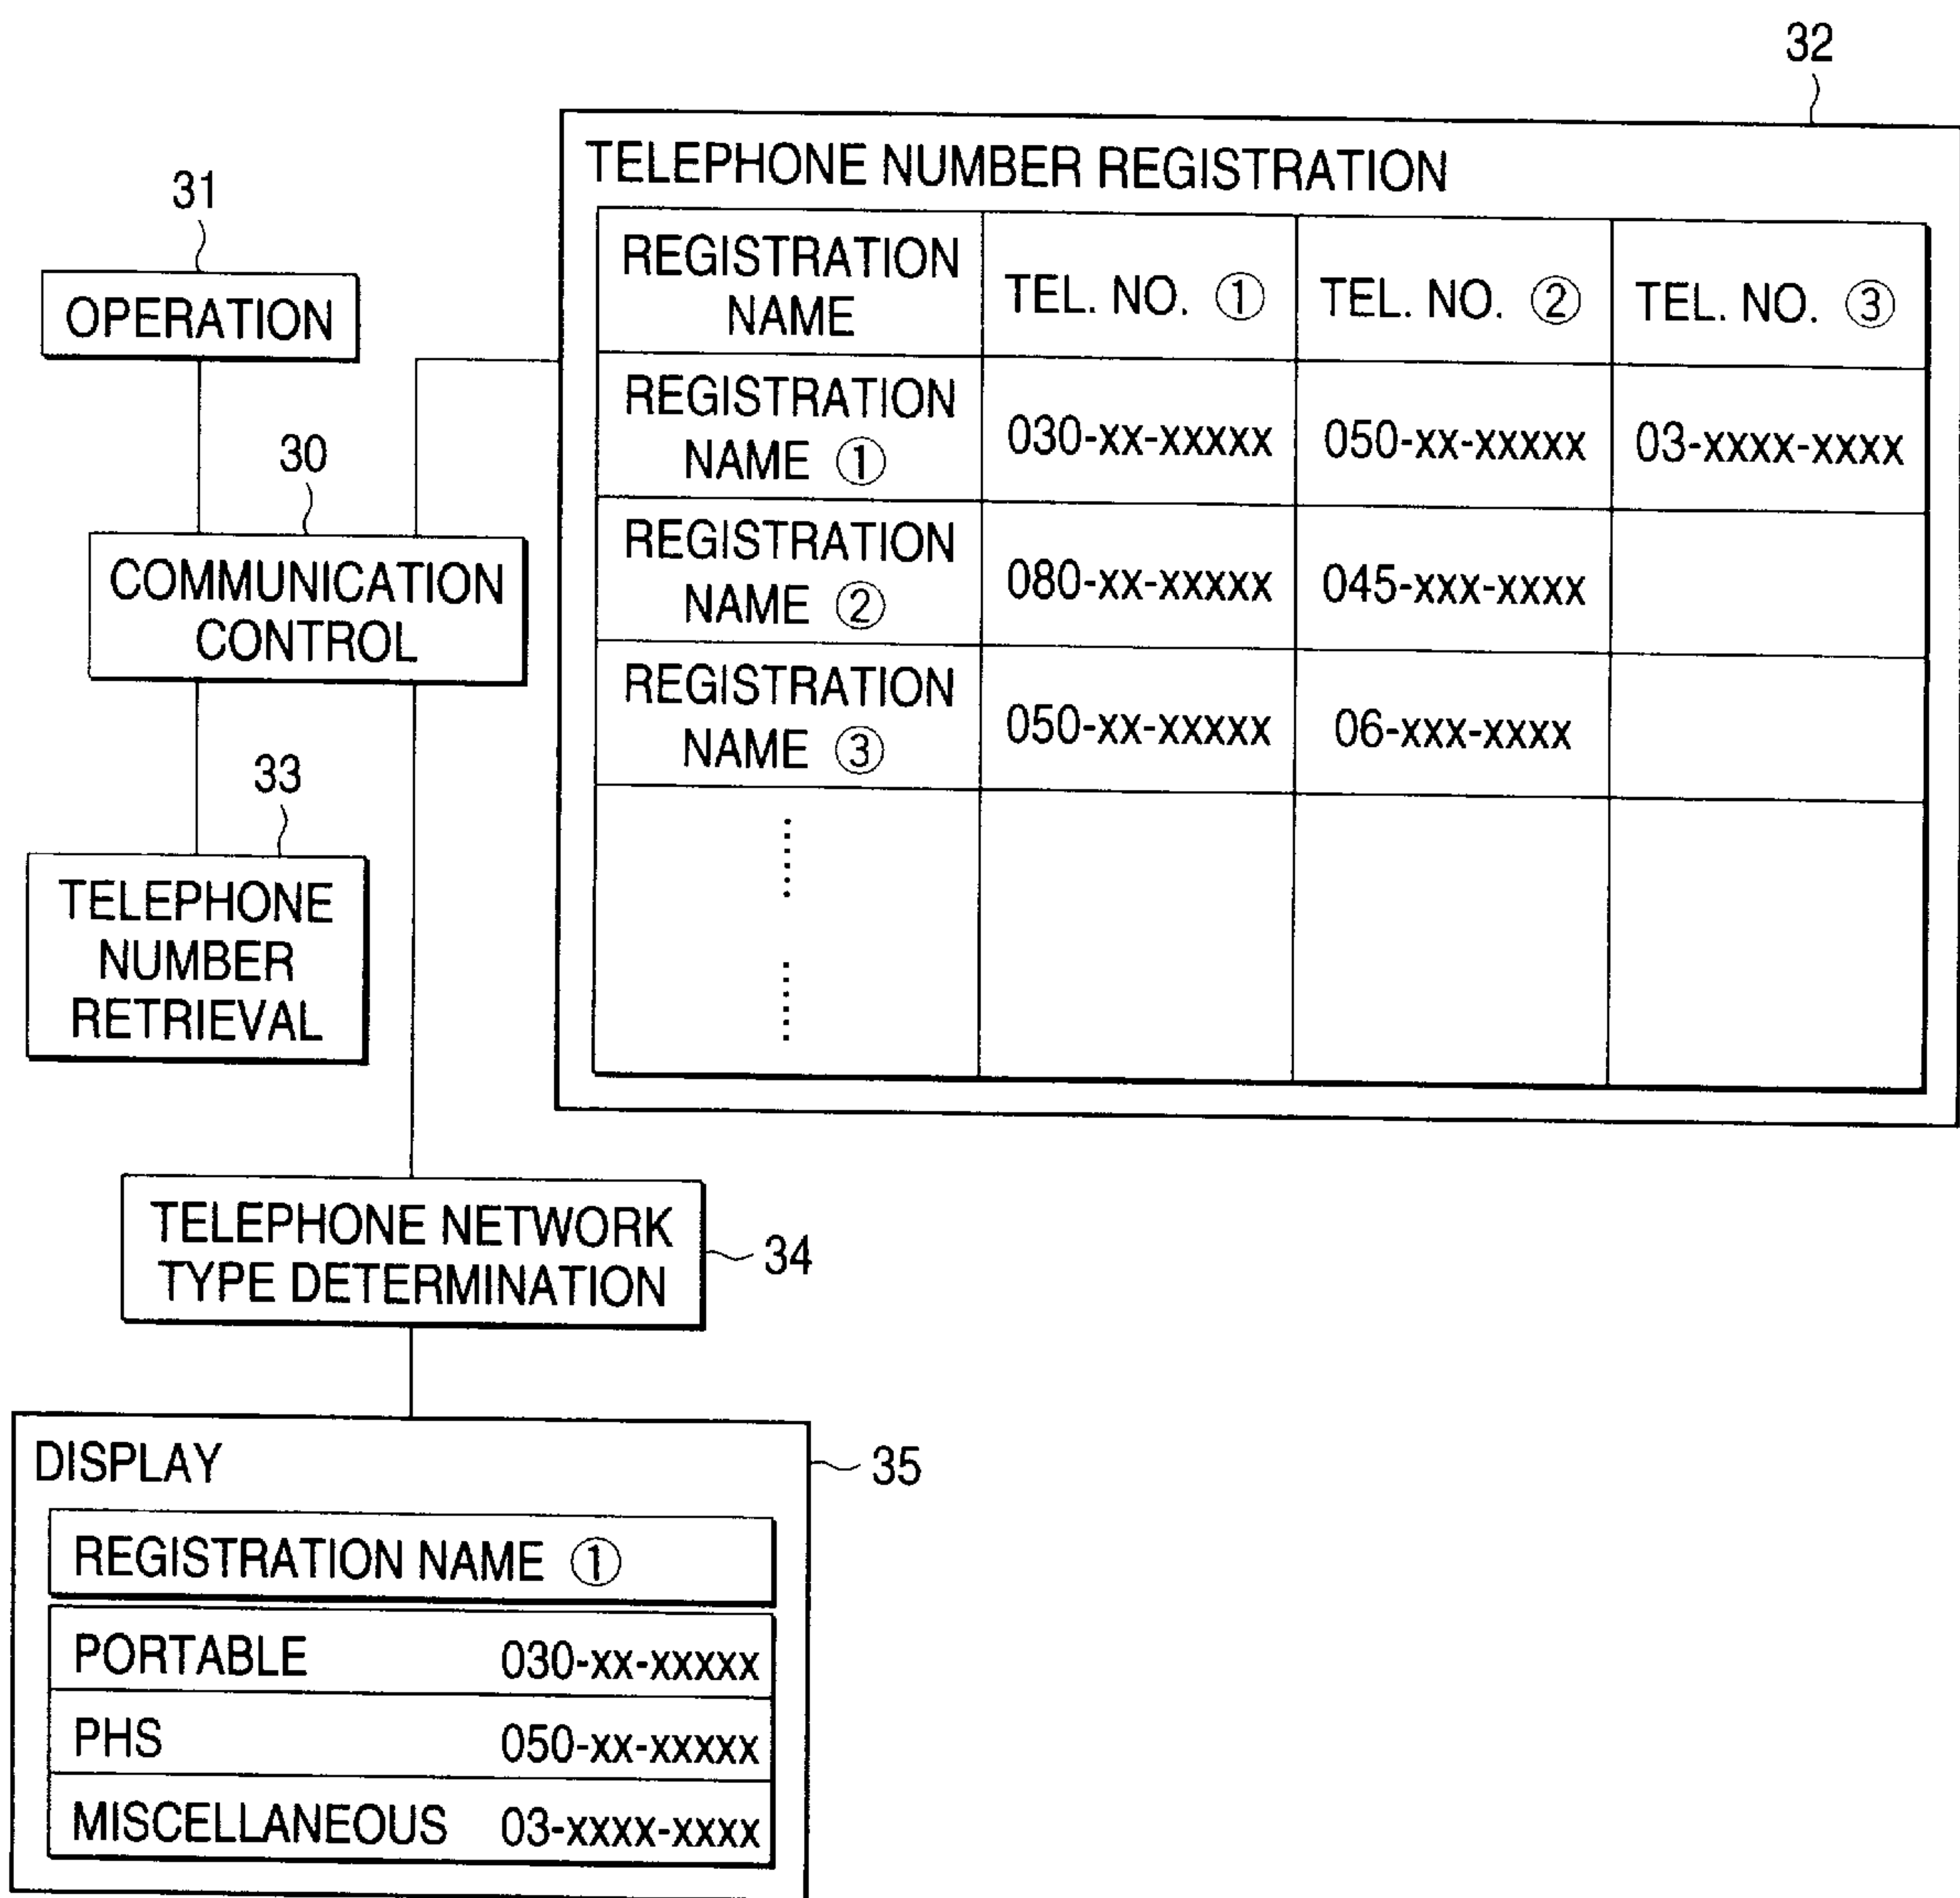 32
TELEPHONE NUMBER REGISTRATION
REGISTRATION NAME TEL. NO. ① TEL. NO. ② TEL. NO. ③
REGISTRATION NAME ① 030-xx-xxxxx 050-xx-xxxxx 03-xxxx-xxxx
REGISTRATION NAME ② 080-xx-xxxxx 045-xxx-xxxx
REGISTRATION NAME ③ 050-xx-xxxxx 06-xxx-xxxx
31
OPERATION
30
COMMUNICATION
CONTROL
33
TELEPHONE
NUMBER
RETRIEVAL
TELEPHONE NETWORK
TYPE DETERMINATION
34
DISPLAY
35
REGISTRATION NAME ①
PORTABLE 030-xx-xxxxx
PHS 050-xx-xxxxx
MISCELLANEOUS 03-xxxx-xxxx